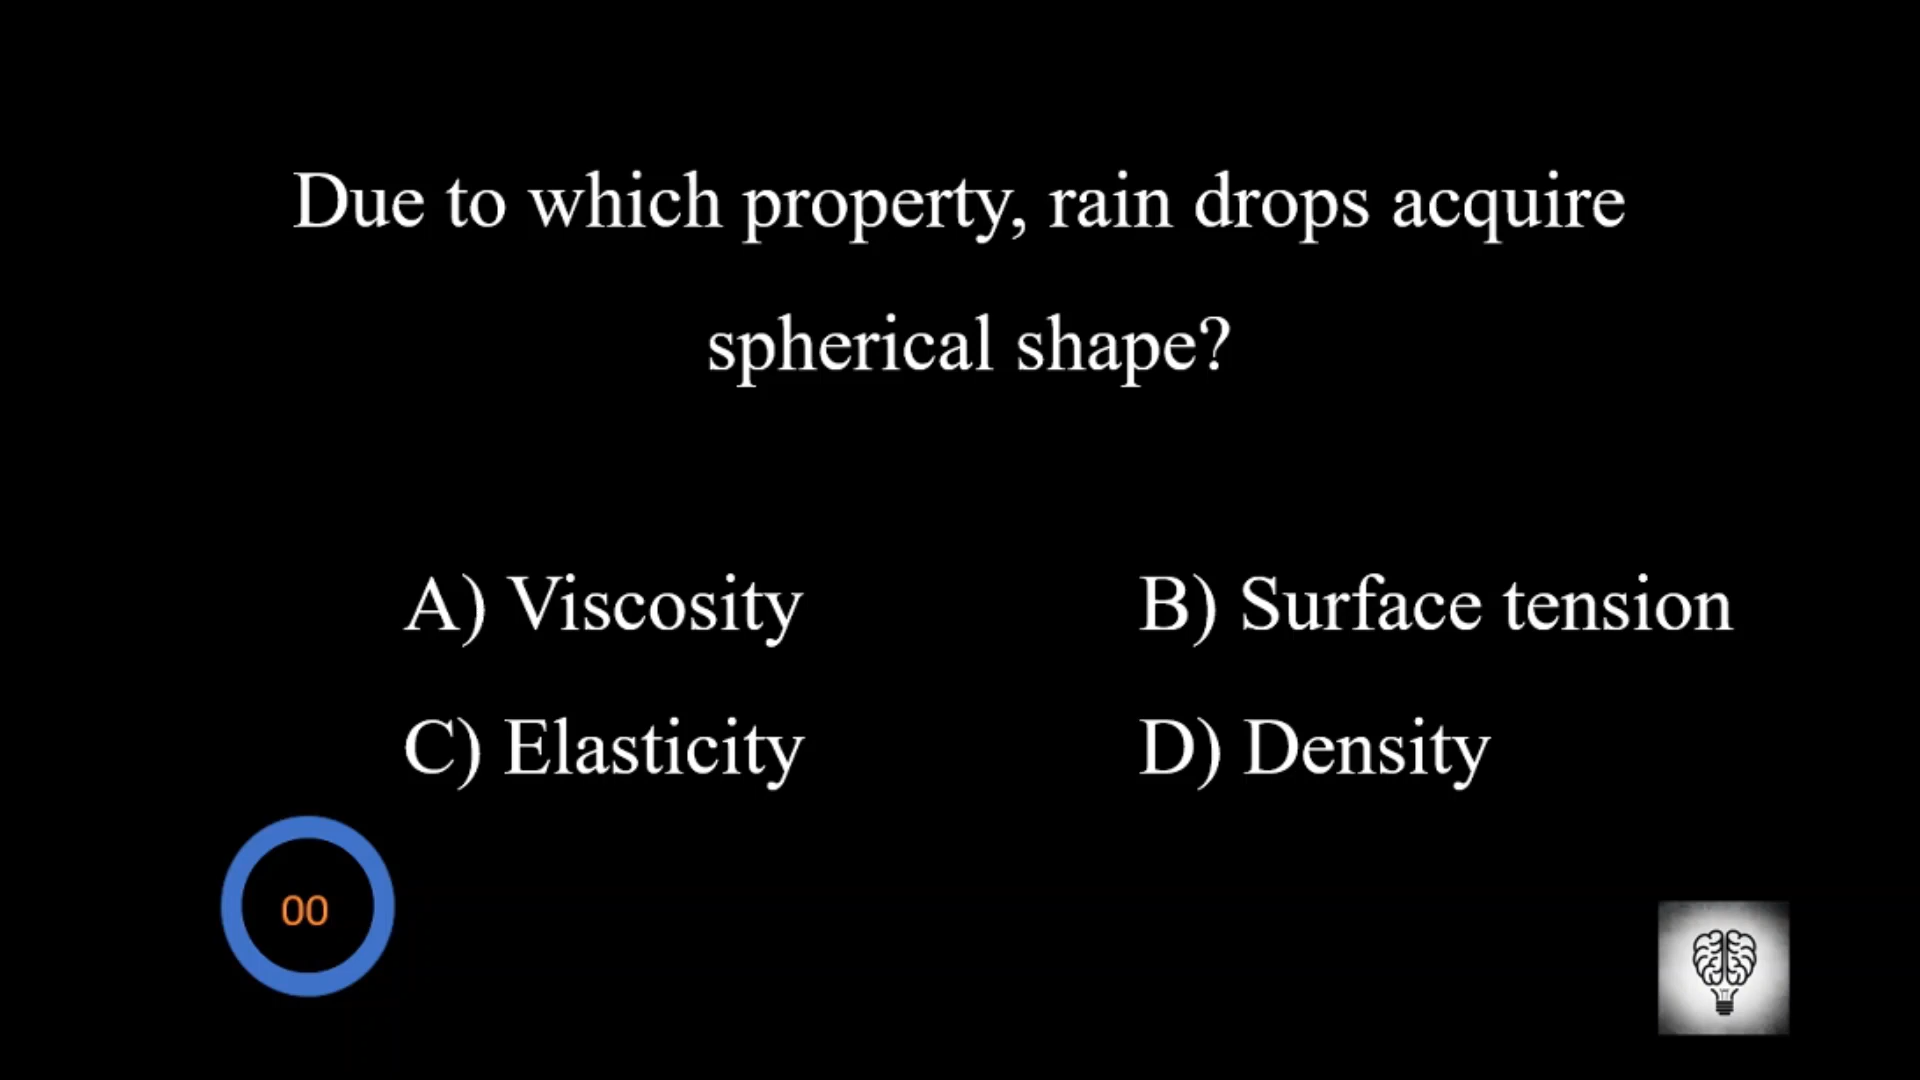 Due to which property, rain drops acquire
spherical shape?
A) Viscosity
B) Surface tension
C) Elasticity
D) Density
00